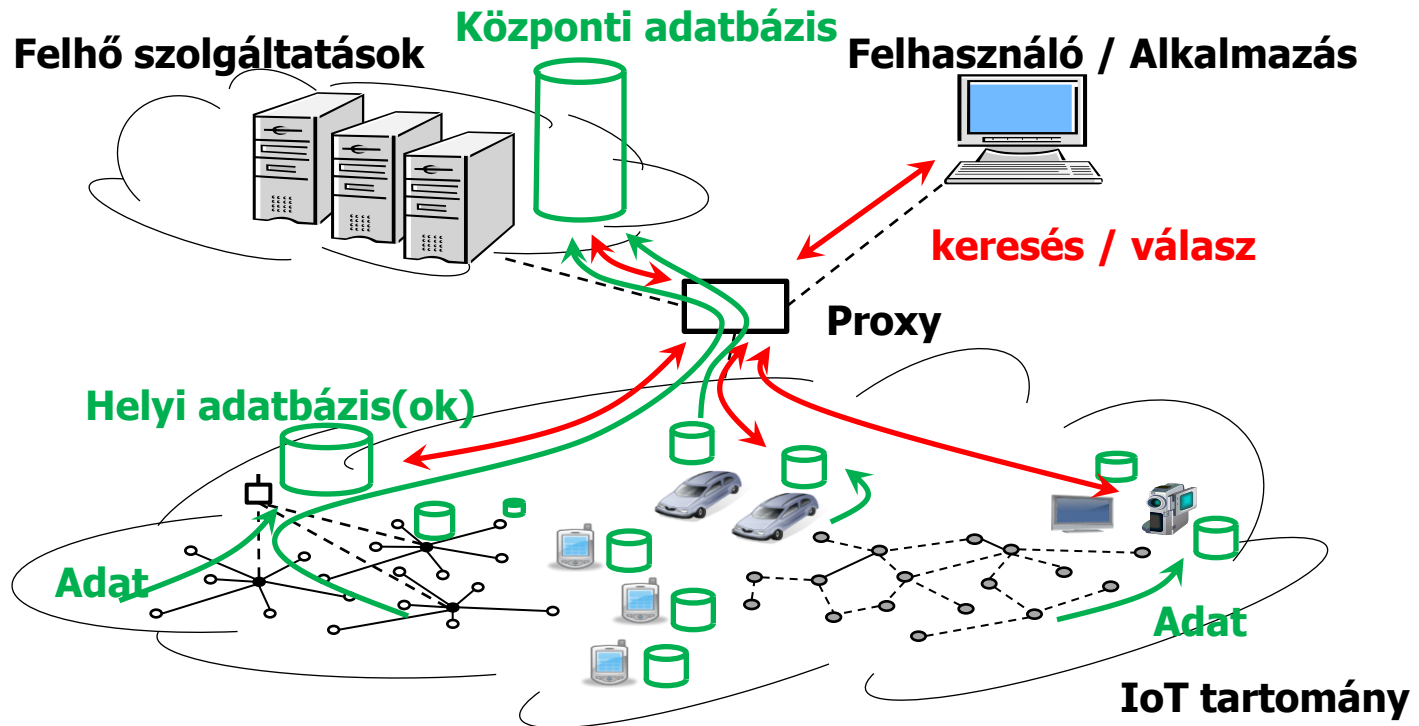 Központi adatbázis
Felhő szolgáltatások
Felhasználó / Alkalmazás
keresés / válasz
Proxy
Helyi adatbázis(ok)
Adat
Adat
IoT tartomány